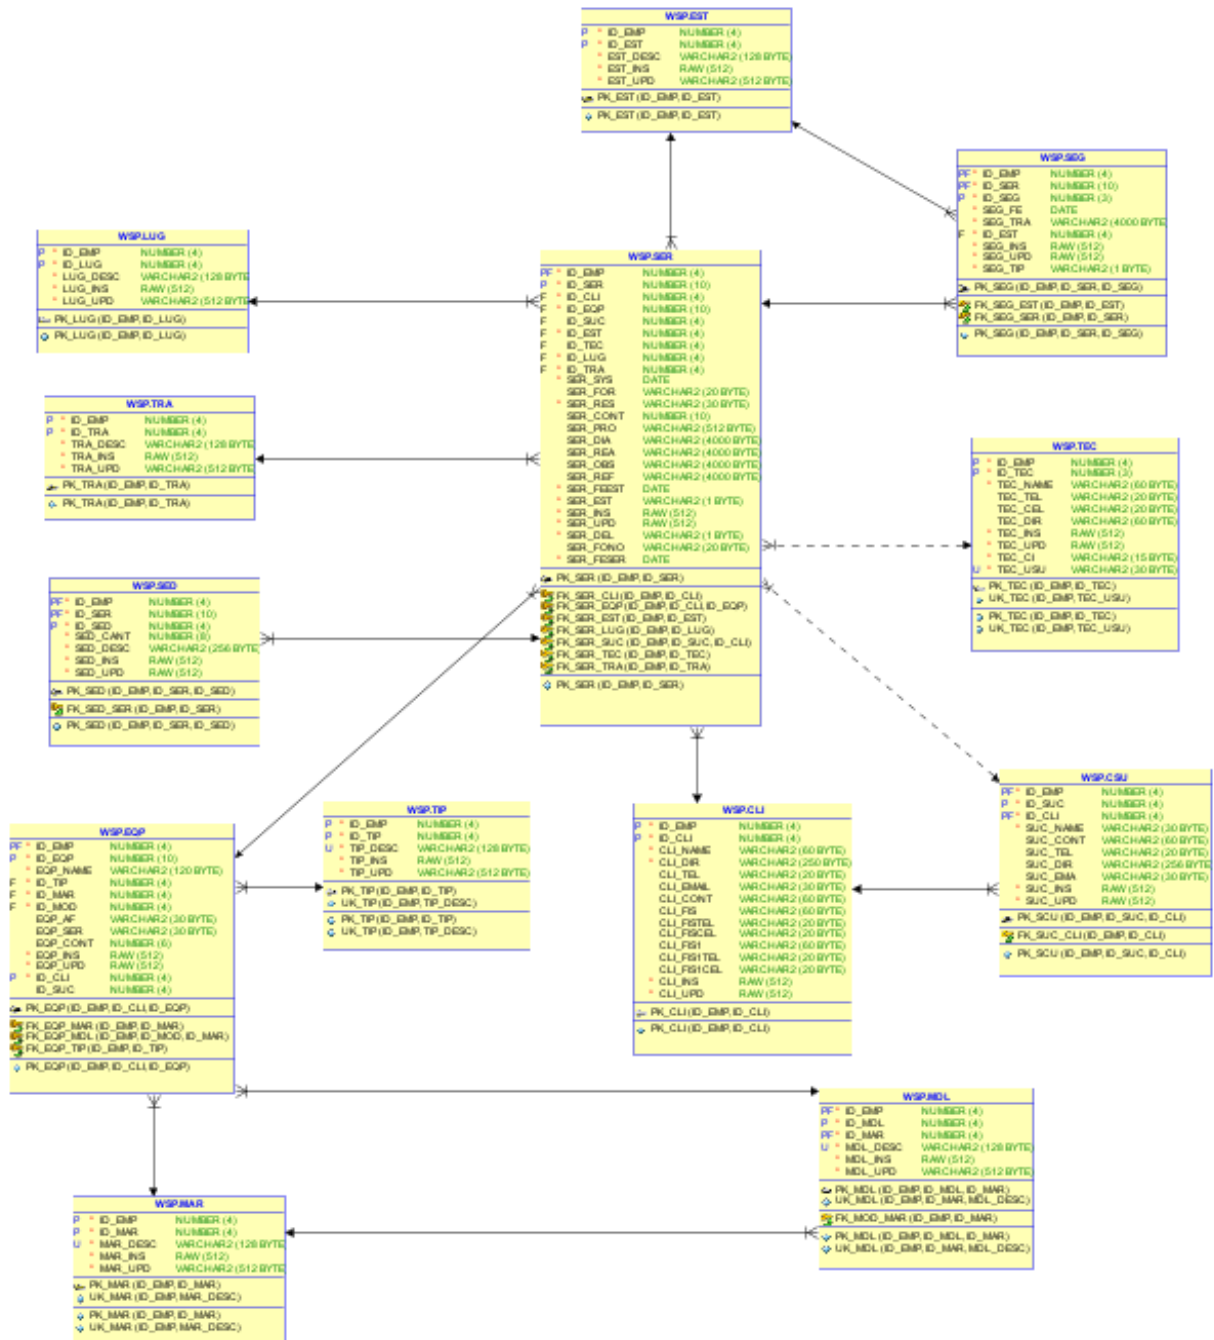 WSP.EST
P * ID_EMP NUMBER (4)
P * ID_EST NUMBER (4)
* EST_DESC VARCHAR2 (128 BYTE)
* EST_INS RAW (512)
* EST_UPD VARCHAR2 (512 BYTE)
PK_EST (ID_EMP, ID_EST)
PK_EST (ID_EMP, ID_EST)
WSP.SEG
PF * ID_EMP NUMBER (4)
PF * ID_SER NUMBER (10)
P * ID_SEG NUMBER (3)
* SEG_FE DATE
* SEG_TRA VARCHAR2 (4000 BYTE
F * ID_EST NUMBER (4)
* SEG_INS RAW (512)
* SEG_UPD RAW (512)
* SEG_TIP VARCHAR2 (1 BYTE)
PK_SEG (ID_EMP, ID_SER, ID_SEG)
FK_SEG_EST (ID_EMP, ID_EST)
FK_SEG_SER (ID_EMP, ID_SER)
PK_SEG (ID_EMP, ID_SER, ID_SEG)
WSP.LUG
P * ID_EMP NUMBER (4)
P * ID_LUG NUMBER (4)
* LUG_DESC VARCHAR2 (128 BYTE
* LUG_INS RAW (512)
* LUG_UPD VARCHAR2 (512 BYTE
PK_LUG (ID_EMP, ID_LUG)
PK_LUG (ID_EMP, ID_LUG)
WSP.SER
PF * ID_EMP NUMBER (4)
P * ID_SER NUMBER (10)
F * ID_CLI NUMBER (4)
F * ID_EQP NUMBER (10)
F ID_SUC NUMBER (4)
F * ID_EST NUMBER (4)
F ID_TEC NUMBER (4)
F * ID_LUG NUMBER (4)
F * ID_TRA NUMBER (4)
* SER_SYS DATE
SER_FOR VARCHAR2 (20 BYTE)
* SER_RES VARCHAR2 (30 BYTE)
SER_CONT NUMBER (10)
SER_PRO VARCHAR2 (512 BYTE)
SER_DIA VARCHAR2 (4000 BYTE
SER_REA VARCHAR2 (4000 BYTE
SER_OBS VARCHAR2 (4000 BYTE
SER_REF VARCHAR2 (4000 BYTE
* SER_FEEST DATE
* SER_EST VARCHAR2 (1 BYTE)
* SER_INS RAW (512)
* SER_UPD RAW (512)
* SER_DEL VARCHAR2 (1 BYTE)
SER_FONO VARCHAR2 (20 BYTE)
* SER_FESER DATE
PK_SER (ID_EMP, ID_SER)
FK_SER_CLI (ID_EMP, ID_CLI)
FK_SER_EQP (ID_EMP, ID_CLI, ID_EQP)
FK_SER_EST (ID_EMP, ID_EST)
FK_SER_LUG (ID_EMP, ID_LUG)
FK_SER_SUC (ID_EMP, ID_SUC, ID_CLI)
FK_SER_TEC (ID_EMP, ID_TEC)
FK_SER_TRA (ID_EMP, ID_TRA)
PK_SER (ID_EMP, ID_SER)
WSP.TRA
P * ID_EMP NUMBER (4)
P * ID_TRA NUMBER (4)
* TRA_DESC VARCHAR2 (128 BYTE
* TRA_INS RAW (512)
* TRA_UPD VARCHAR2 (512 BYTE
PK_TRA (ID_EMP, ID_TRA)
PK_TRA (ID_EMP, ID_TRA)
WSP.TEC
P * ID_EMP NUMBER (4)
P * ID_TEC NUMBER (3)
* TEC_NAME VARCHAR2 (60 BYTE)
TEC_TEL VARCHAR2 (20 BYTE)
TEC_CEL VARCHAR2 (20 BYTE)
TEC_DIR VARCHAR2 (60 BYTE)
* TEC_INS RAW (512)
* TEC_UPD RAW (512)
* TEC_CI VARCHAR2 (15 BYTE)
U * TEC_USU VARCHAR2 (30 BYTE)
PK_TEC (ID_EMP, ID_TEC)
UK_TEC (ID_EMP, TEC_USU)
PK_TEC (ID_EMP, ID_TEC)
UK_TEC (ID_EMP, TEC_USU)
WSP.SED
PF * ID_EMP NUMBER (4)
PF * ID_SER NUMBER (10)
P * ID_SED NUMBER (4)
* SED_CANT NUMBER (8)
* SED_DESC VARCHAR2 (256 BYTE
* SED_INS RAW (512)
* SED_UPD RAW (512)
PK_SED (ID_EMP, ID_SER, ID_SED)
FK_SED_SER (ID_EMP, ID_SER)
PK_SED (ID_EMP, ID_SER, ID_SED)
WSP.CSU
PF * ID_EMP NUMBER (4)
P * ID_SUC NUMBER (4)
PF * ID_CLI NUMBER (4)
* SUC_NAME VARCHAR2 (30 BYTE)
SUC_CONT VARCHAR2 (60 BYTE)
SUC_TEL VARCHAR2 (20 BYTE)
SUC_DIR VARCHAR2 (256 BYTE
SUC_EMA VARCHAR2 (30 BYTE)
* SUC_INS RAW (512)
* SUC_UPD RAW (512)
PK_SCU (ID_EMP, ID_SUC, ID_CLI)
FK_SUC_CLI (ID_EMP, ID_CLI)
PK_SCU (ID_EMP, ID_SUC, ID_CLI)
WSP.TIP
P * ID_EMP NUMBER (4)
P * ID_TIP NUMBER (4)
U * TIP_DESC VARCHAR2 (128 BYTE)
* TIP_INS RAW (512)
* TIP_UPD VARCHAR2 (512 BYTE)
PK_TIP (ID_EMP, ID_TIP)
UK_TIP (ID_EMP, TIP_DESC)
PK_TIP (ID_EMP, ID_TIP)
UK_TIP (ID_EMP, TIP_DESC)
WSP.CLI
P * ID_EMP NUMBER (4)
P * ID_CLI NUMBER (4)
* CLI_NAME VARCHAR2 (60 BYTE)
* CLI_DIR VARCHAR2 (250 BYTE)
CLI_TEL VARCHAR2 (20 BYTE)
CLI_EMAIL VARCHAR2 (30 BYTE)
CLI_CONT VARCHAR2 (60 BYTE)
CLI_FIS VARCHAR2 (60 BYTE)
CLI_FISTEL VARCHAR2 (20 BYTE)
CLI_FISCEL VARCHAR2 (20 BYTE)
CLI_FIS1 VARCHAR2 (60 BYTE)
CLI_FIS1TEL VARCHAR2 (20 BYTE)
CLI_FIS1CEL VARCHAR2 (20 BYTE)
* CLI_INS RAW (512)
* CLI_UPD RAW (512)
PK_CLI (ID_EMP, ID_CLI)
PK_CLI (ID_EMP, ID_CLI)
WSP.EQP
PF * ID_EMP NUMBER (4)
P * ID_EQP NUMBER (10)
EQP_NAME VARCHAR2 (120 BYTE)
F * ID_TIP NUMBER (4)
F * ID_MAR NUMBER (4)
F * ID_MOD NUMBER (4)
EQP_AF VARCHAR2 (30 BYTE)
EQP_SER VARCHAR2 (30 BYTE)
EQP_CONT NUMBER (6)
* EQP_INS RAW (512)
* EQP_UPD RAW (512)
P * ID_CLI NUMBER (4)
ID_SUC NUMBER (4)
PK_EQP (ID_EMP, ID_CLI, ID_EQP)
FK_EQP_MAR (ID_EMP, ID_MAR)
FK_EQP_MDL (ID_EMP, ID_MOD, ID_MAR)
FK_EQP_TIP (ID_EMP, ID_TIP)
PK_EQP (ID_EMP, ID_CLI, ID_EQP)
WSP.MDL
PF * ID_EMP NUMBER (4)
P * ID_MDL NUMBER (4)
PF * ID_MAR NUMBER (4)
U * MDL_DESC VARCHAR2 (128 BYTE)
* MDL_INS RAW (512)
* MDL_UPD VARCHAR2 (512 BYTE
PK_MDL (ID_EMP, ID_MDL, ID_MAR)
UK_MDL (ID_EMP, ID_MAR, MDL_DESC)
FK_MOD_MAR (ID_EMP, ID_MAR)
PK_MDL (ID_EMP, ID_MDL, ID_MAR)
UK_MDL (ID_EMP, ID_MAR, MDL_DESC)
WSP.MAR
P * ID_EMP NUMBER (4)
P * ID_MAR NUMBER (4)
U * MAR_DESC VARCHAR2 (128 BYTE
* MAR_INS RAW (512)
* MAR_UPD VARCHAR2 (512 BYTE
PK_MAR (ID_EMP, ID_MAR)
UK_MAR (ID_EMP, MAR_DESC)
PK_MAR (ID_EMP, ID_MAR)
UK_MAR (ID_EMP, MAR_DESC)